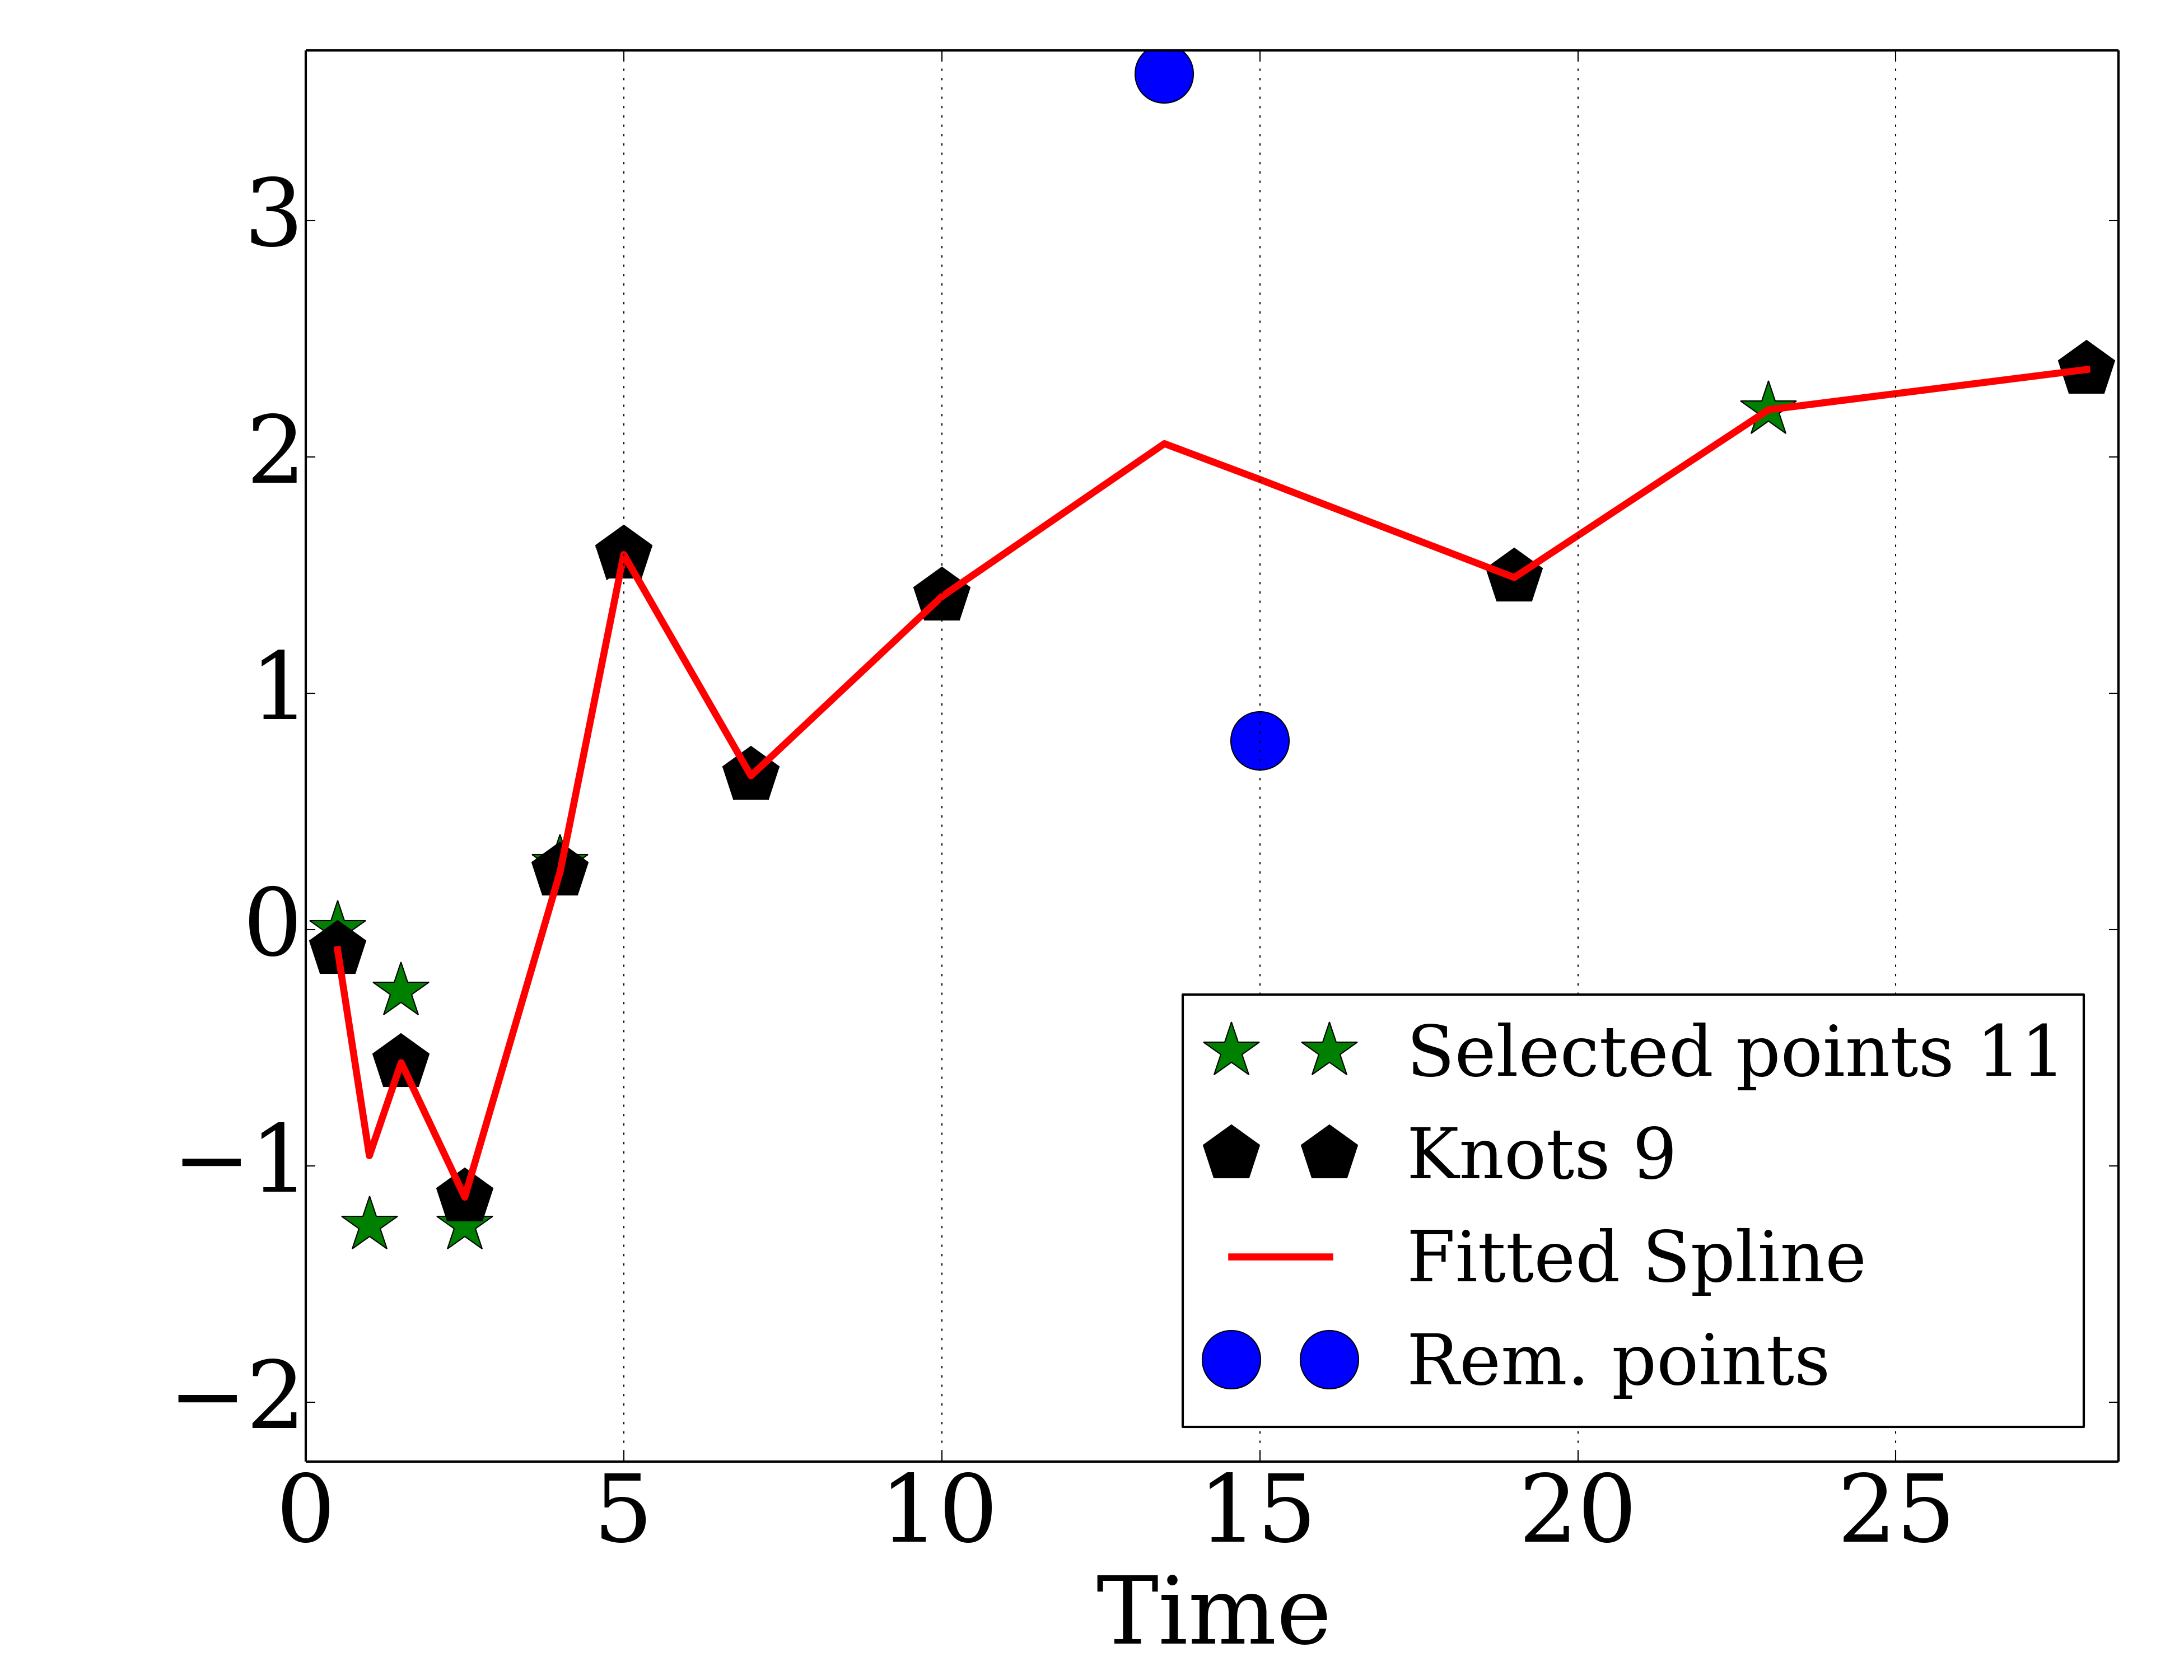 3
2
1
0
−1
−2
Selected points 11
Knots 9
Fitted Spline
Rem. points
0 5 10 15 20 25
Time